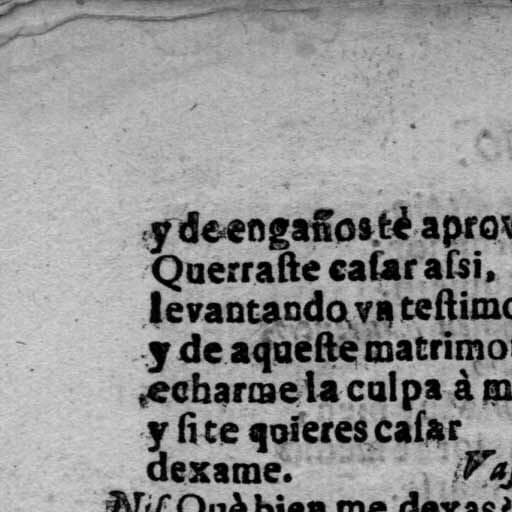 y de engaños tè aprov
Querraste casar assi,
levantando vn testimo
y de aqueste matrimo
echarme la culpa à m
y si te quieres casar
dexame. Vas
Nis Què bien me dexas?